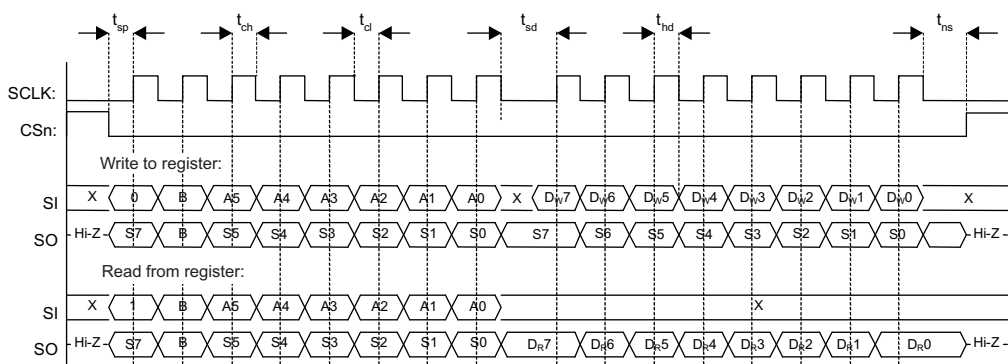 tsp tch tcl tsd thd tns
SCLK:
CSn:
Write to register:
SI X 0 B A5 A4 A3 A2 A1 A0 X DW7 DW6 DW5 DW4 DW3 DW2 DW1 DW0 X
SO Hi-Z S7 B S5 S4 S3 S2 S1 S0 S7 S6 S5 S4 S3 S2 S1 S0 Hi-Z
Read from register:
SI X 1 B A5 A4 A3 A2 A1 A0 X
SO Hi-Z S7 B S5 S4 S3 S2 S1 S0 DR7 DR6 DR5 DR4 DR3 DR2 DR1 DR0 Hi-Z